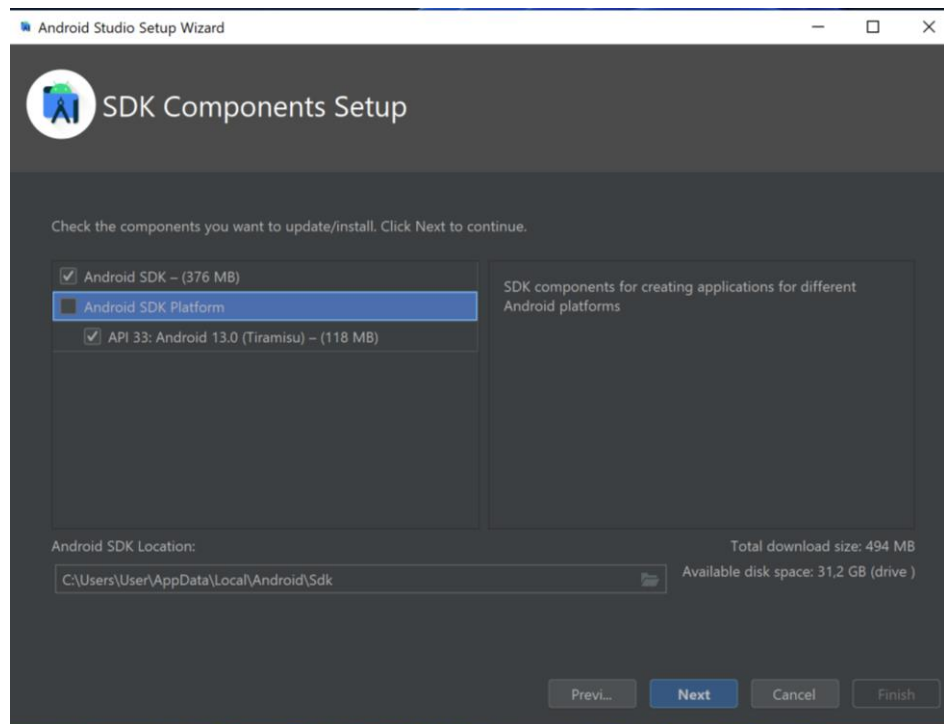 Android Studio Setup Wizard
SDK Components Setup
Check the components you want to update/install. Click Next to continue.
Android SDK – (376 MB)
Android SDK Platform
API 33: Android 13.0 (Tiramisu) – (118 MB)
SDK components for creating applications for different
Android platforms
Android SDK Location:
C:\Users\User\AppData\Local\Android\Sdk
Total download size: 494 MB
Available disk space: 31,2 GB (drive )
Previ...
Next
Cancel
Finish